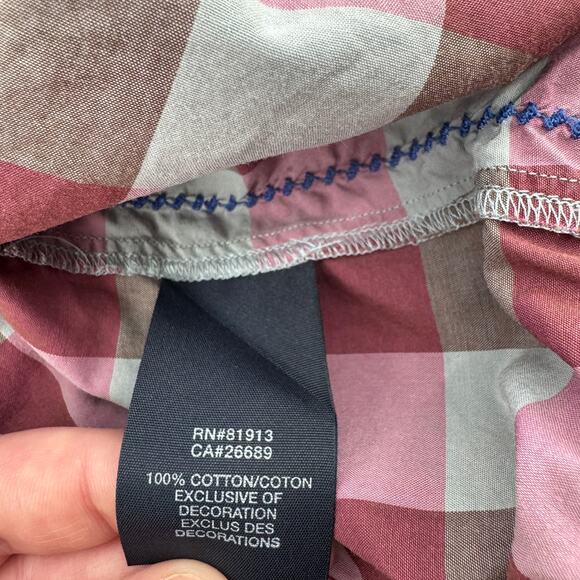 RN#81913
CA#26689
100% COTTON/COTON
EXCLUSIVE OF
DECORATION
EXCLUS DES
DECORATIONS